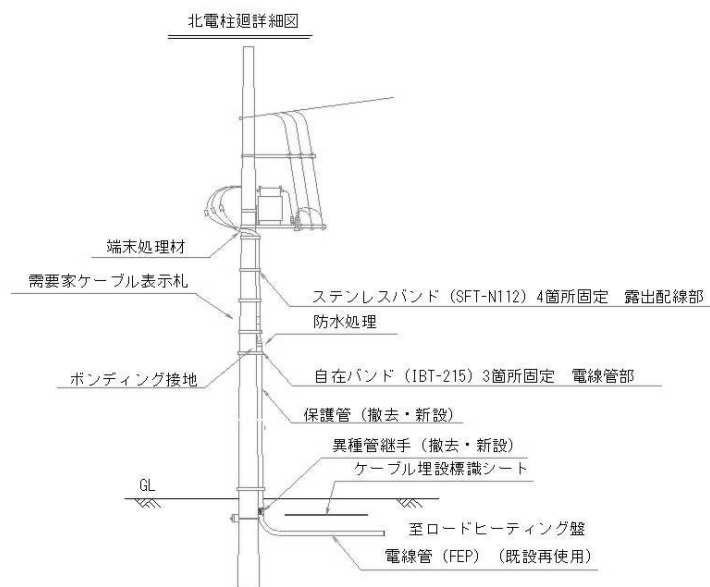 北電柱廻詳細図
端末処理材
需要家ケーブル表示札
ステンレスバンド（SFT-N112）4箇所固定　露出配線部
防水処理
ボンディング接地
自在バンド（IBT-215）3箇所固定　電線管部
保護管（撤去・新設）
異種管継手（撤去・新設）
ケーブル埋設標識シート
GL
至ロードヒーティング盤
電線管（FEP）（既設再使用）